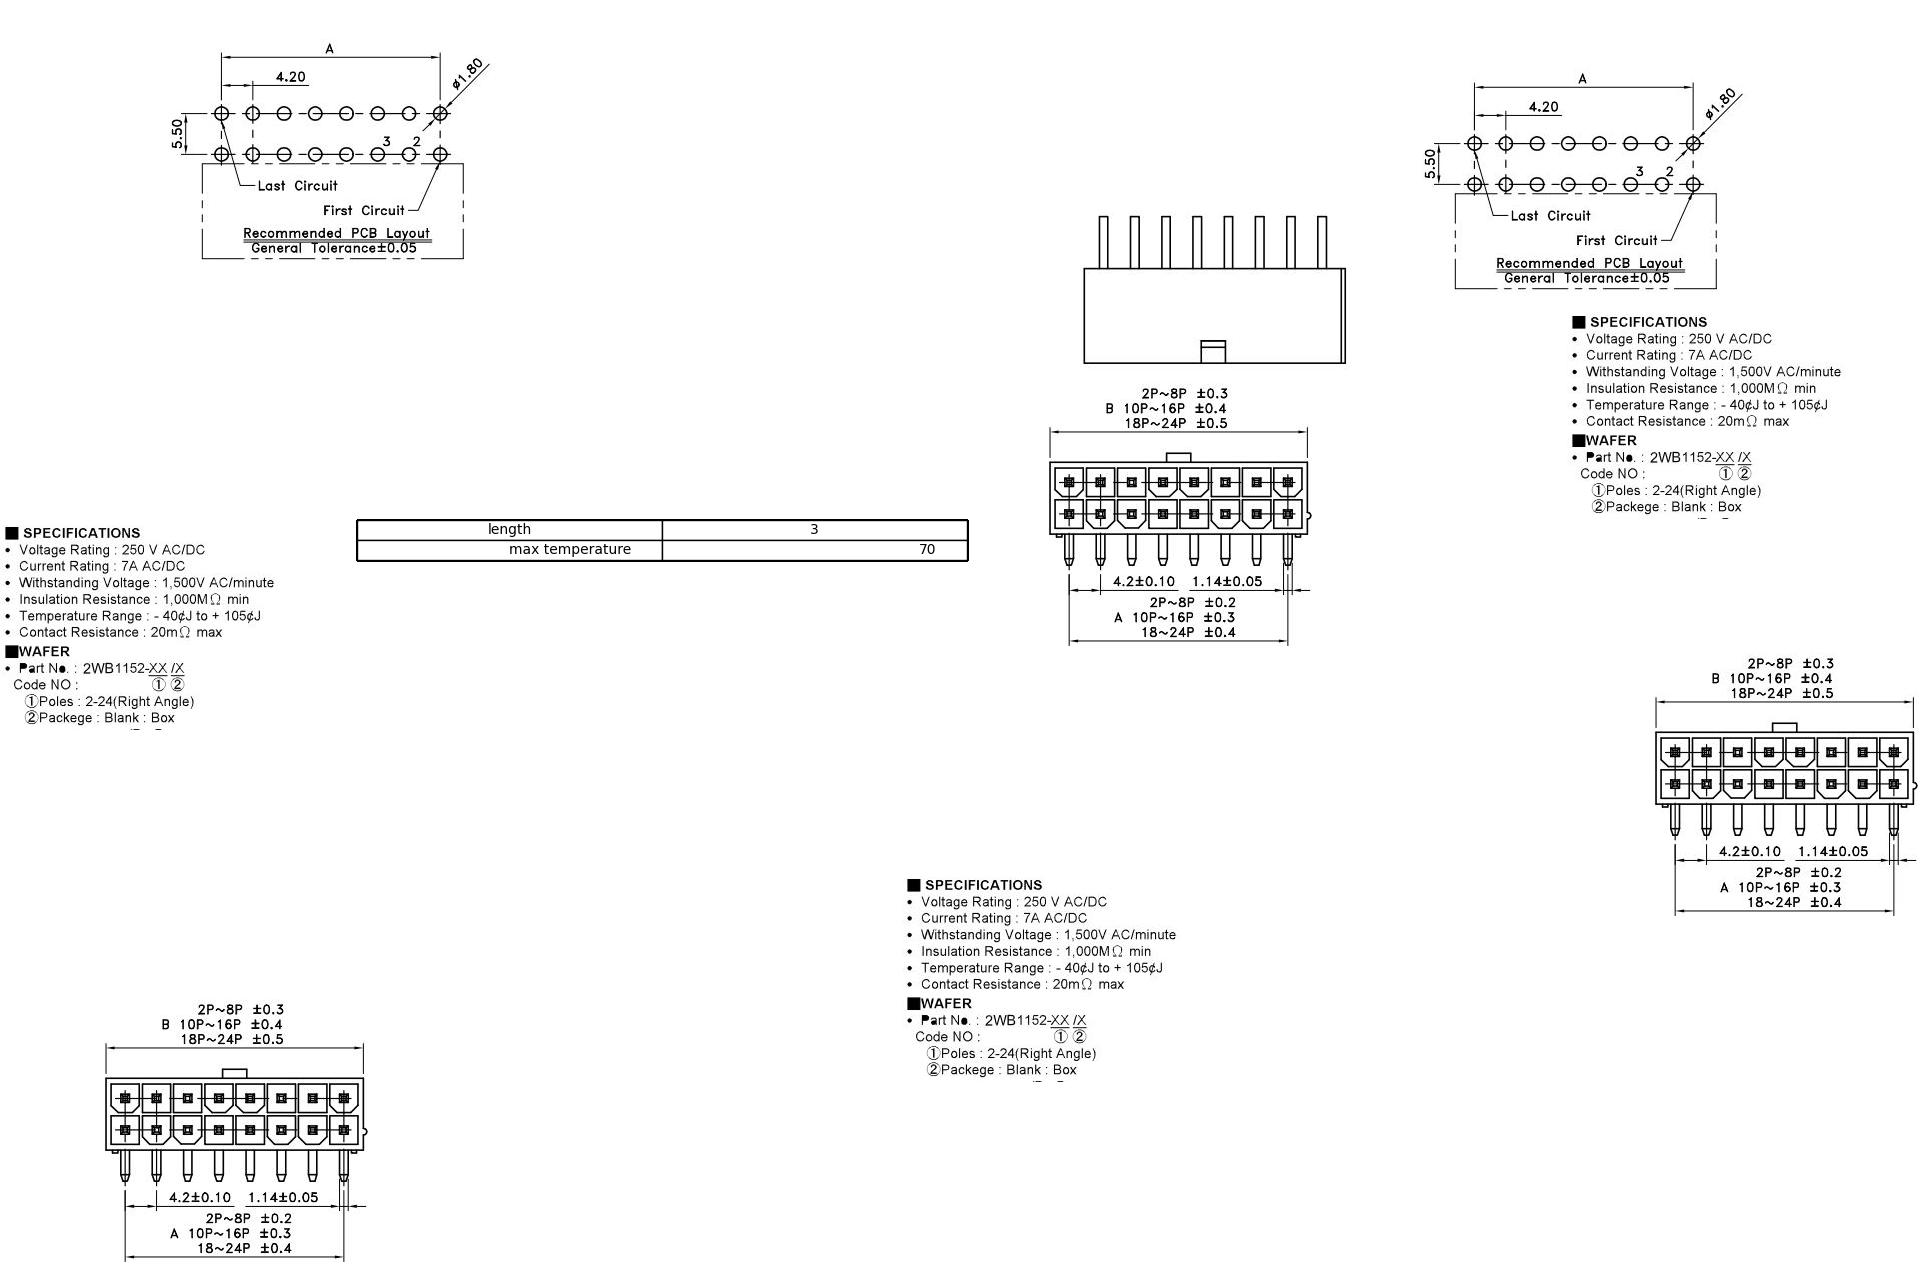 A
4.20
ø1.80
5.50
3 2
Last Circuit
First Circuit
Recommended PCB Layout
General Tolerance±0.05
A
4.20
ø1.80
5.50
3 2
Last Circuit
First Circuit
Recommended PCB Layout
General Tolerance±0.05
■ SPECIFICATIONS
• Voltage Rating : 250 V AC/DC
• Current Rating : 7A AC/DC
• Withstanding Voltage : 1,500V AC/minute
• Insulation Resistance : 1,000MΩ min
• Temperature Range : - 40¢J to + 105¢J
• Contact Resistance : 20mΩ max
■WAFER
• Part No. : 2WB1152-XX /X
Code NO : ① ②
①Poles : 2-24(Right Angle)
②Packege : Blank : Box
2P~8P ±0.3
B 10P~16P ±0.4
18P~24P ±0.5
4.2±0.10 1.14±0.05
2P~8P ±0.2
A 10P~16P ±0.3
18~24P ±0.4
length 3
max temperature 70
■ SPECIFICATIONS
• Voltage Rating : 250 V AC/DC
• Current Rating : 7A AC/DC
• Withstanding Voltage : 1,500V AC/minute
• Insulation Resistance : 1,000MΩ min
• Temperature Range : - 40¢J to + 105¢J
• Contact Resistance : 20mΩ max
■WAFER
• Part No. : 2WB1152-XX /X
Code NO : ① ②
①Poles : 2-24(Right Angle)
②Packege : Blank : Box
2P~8P ±0.3
B 10P~16P ±0.4
18P~24P ±0.5
4.2±0.10 1.14±0.05
2P~8P ±0.2
A 10P~16P ±0.3
18~24P ±0.4
■ SPECIFICATIONS
• Voltage Rating : 250 V AC/DC
• Current Rating : 7A AC/DC
• Withstanding Voltage : 1,500V AC/minute
• Insulation Resistance : 1,000MΩ min
• Temperature Range : - 40¢J to + 105¢J
• Contact Resistance : 20mΩ max
■WAFER
• Part No. : 2WB1152-XX /X
Code NO : ① ②
①Poles : 2-24(Right Angle)
②Packege : Blank : Box
2P~8P ±0.3
B 10P~16P ±0.4
18P~24P ±0.5
4.2±0.10 1.14±0.05
2P~8P ±0.2
A 10P~16P ±0.3
18~24P ±0.4